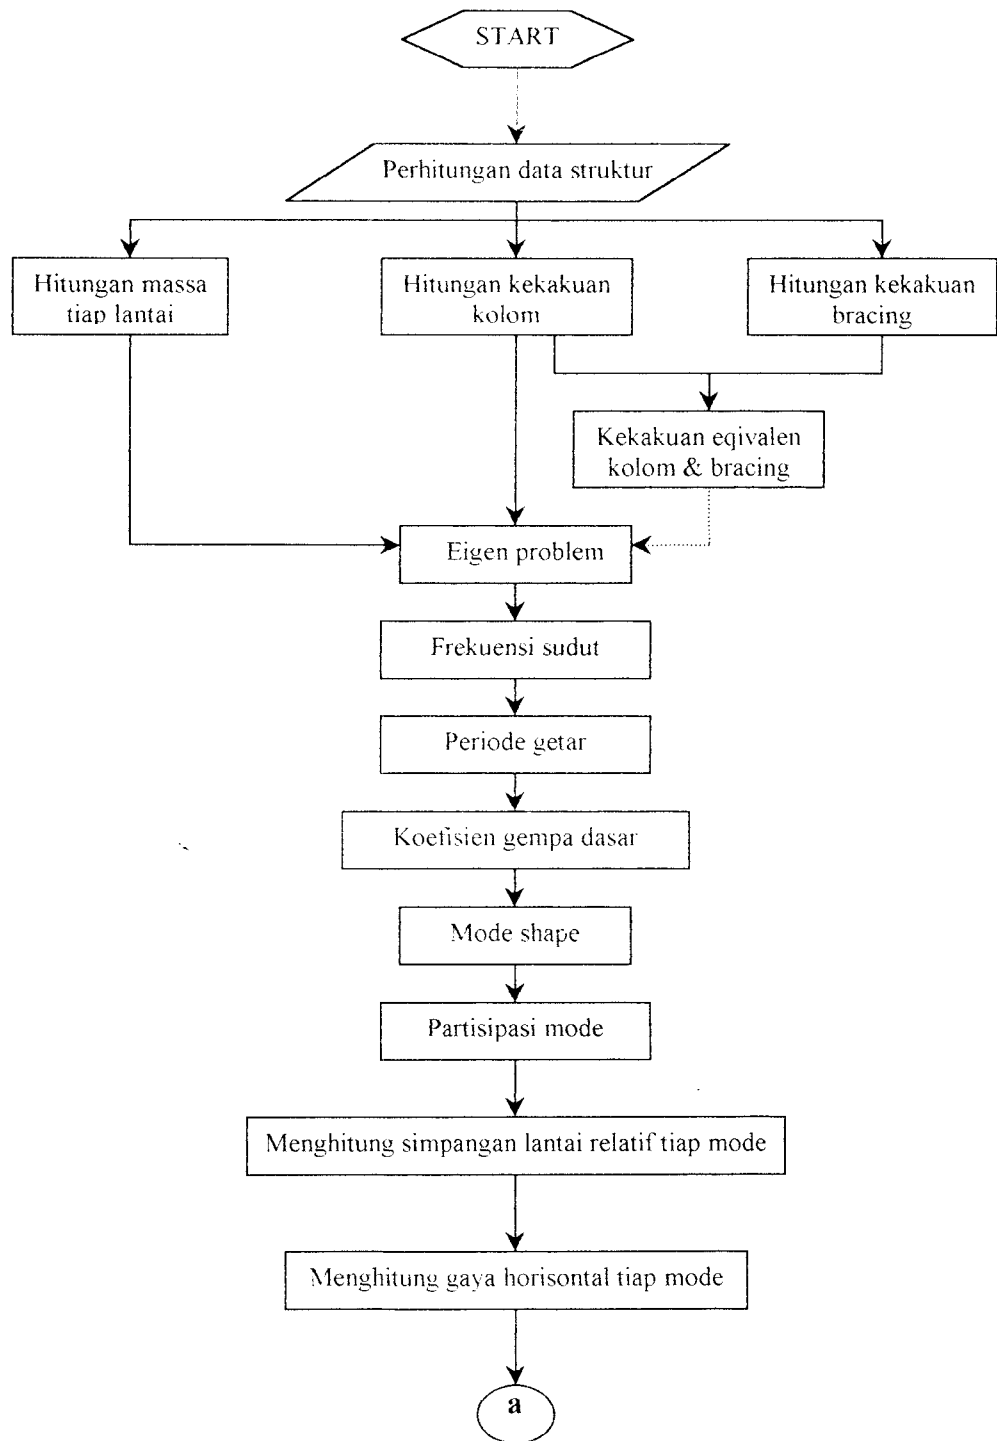 START
Perhitungan data struktur
Hitungan massa
tiap lantai
Hitungan kekakuan
kolom
Hitungan kekakuan
bracing
Kekakuan eqivalen
kolom & bracing
Eigen problem
Frekuensi sudut
Periode getar
Koefisien gempa dasar
Mode shape
Partisipasi mode
Menghitung simpangan lantai relatif tiap mode
Menghitung gaya horisontal tiap mode
a